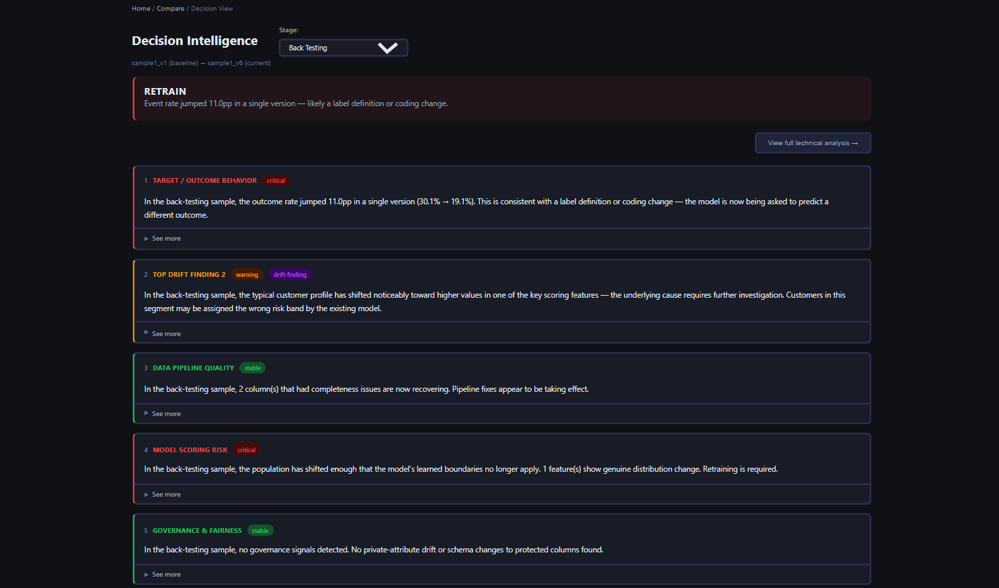 Home / Compare / Decision View
Stage:
Decision Intelligence
Back Testing
sample1_v1 (baseline) → sample1_v6 (current)
RETRAIN
Event rate jumped 11.0pp in a single version — likely a label definition or coding change.
View full technical analysis →
1 TARGET / OUTCOME BEHAVIOR critical
In the back-testing sample, the outcome rate jumped 11.0pp in a single version (30.1% → 19.1%). This is consistent with a label definition or coding change — the model is now being asked to predict a
different outcome.
▶ See more
2 TOP DRIFT FINDING 2 warning drift finding
In the back-testing sample, the typical customer profile has shifted noticeably toward higher values in one of the key scoring features — the underlying cause requires further investigation. Customers in this
segment may be assigned the wrong risk band by the existing model.
▶ See more
3 DATA PIPELINE QUALITY stable
In the back-testing sample, 2 column(s) that had completeness issues are now recovering. Pipeline fixes appear to be taking effect.
▶ See more
4 MODEL SCORING RISK critical
In the back-testing sample, the population has shifted enough that the model's learned boundaries no longer apply. 1 feature(s) show genuine distribution change. Retraining is required.
▶ See more
5 GOVERNANCE & FAIRNESS stable
In the back-testing sample, no governance signals detected. No private-attribute drift or schema changes to protected columns found.
▶ See more